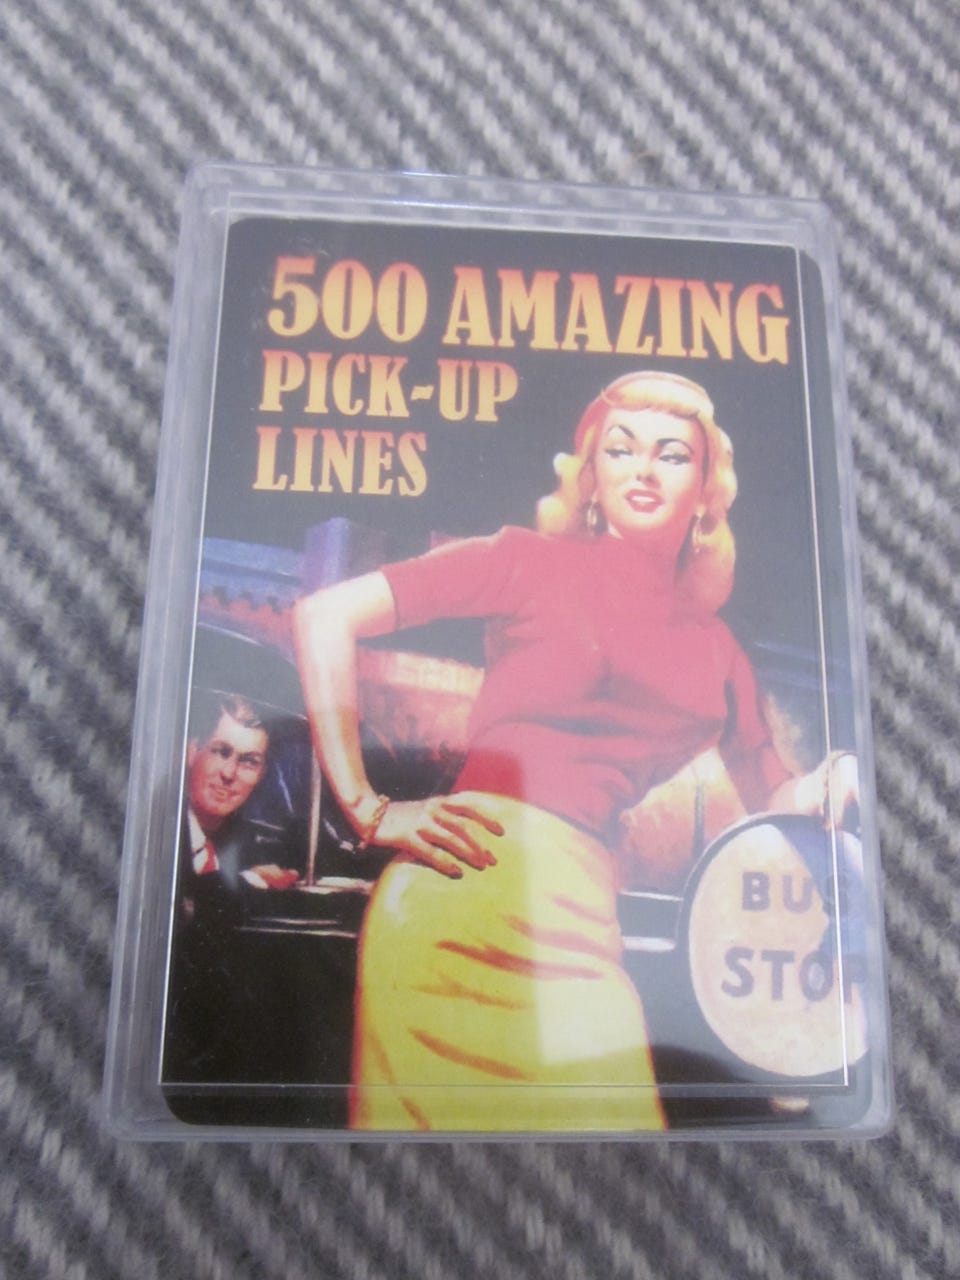 500 AMAZING
PICK-UP
LINES
BUS
STOP